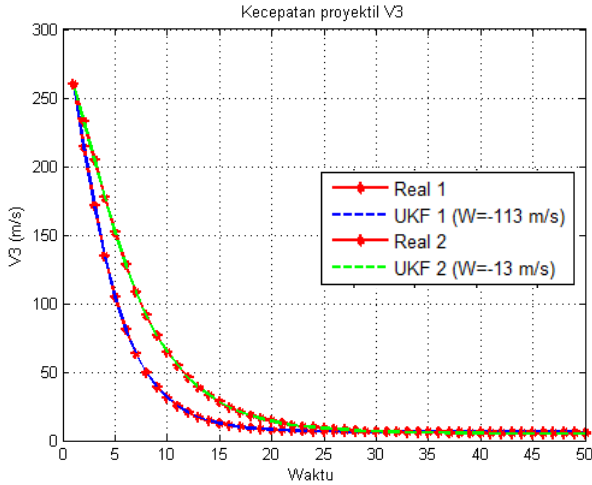 Kecepatan proyektil V3
300
250
200
150
100
50
0
V3 (m/s)
Real 1
UKF 1 (W=-113 m/s)
Real 2
UKF 2 (W=-13 m/s)
0 5 10 15 20 25 30 35 40 45 50
Waktu